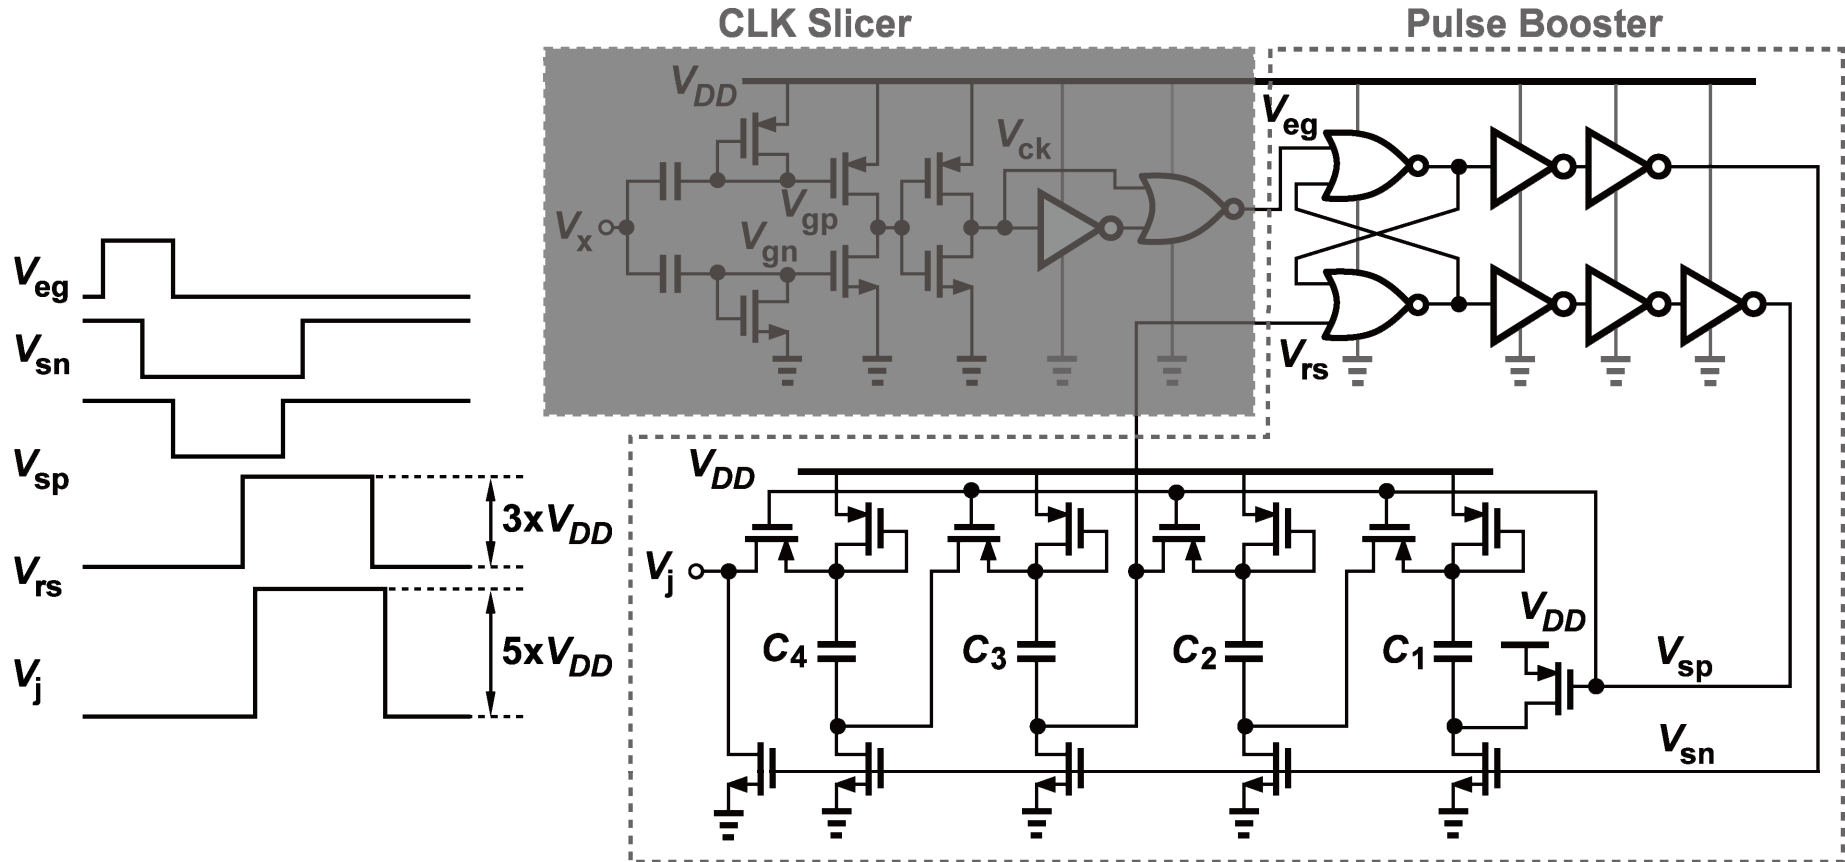 CLK Slicer
Pulse Booster
VDD
Vck
Vx
Vgp
Vgn
Veg
Vrs
Veg
Vsn
Vsp
Vrs
Vj
3xVDD
5xVDD
VDD
Vj
C4
C3
C2
C1
VDD
Vsp
Vsn